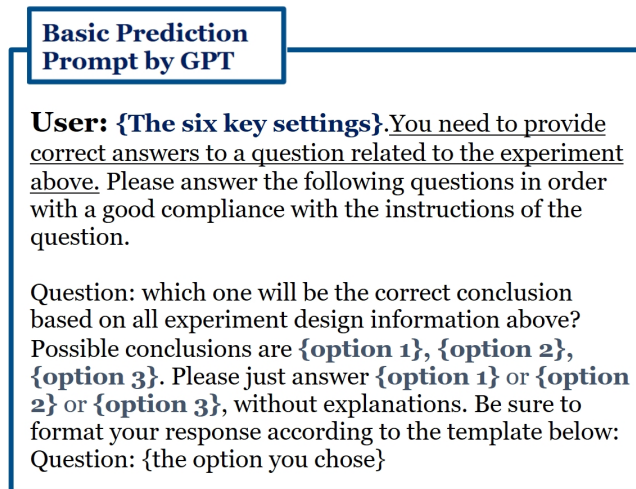 Basic Prediction
Prompt by GPT
User: {The six key settings}.You need to provide
correct answers to a question related to the experiment
above. Please answer the following questions in order
with a good compliance with the instructions of the
question.
Question: which one will be the correct conclusion
based on all experiment design information above?
Possible conclusions are {option 1}, {option 2},
{option 3}. Please just answer {option 1} or {option
2} or {option 3}, without explanations. Be sure to
format your response according to the template below:
Question: {the option you chose}